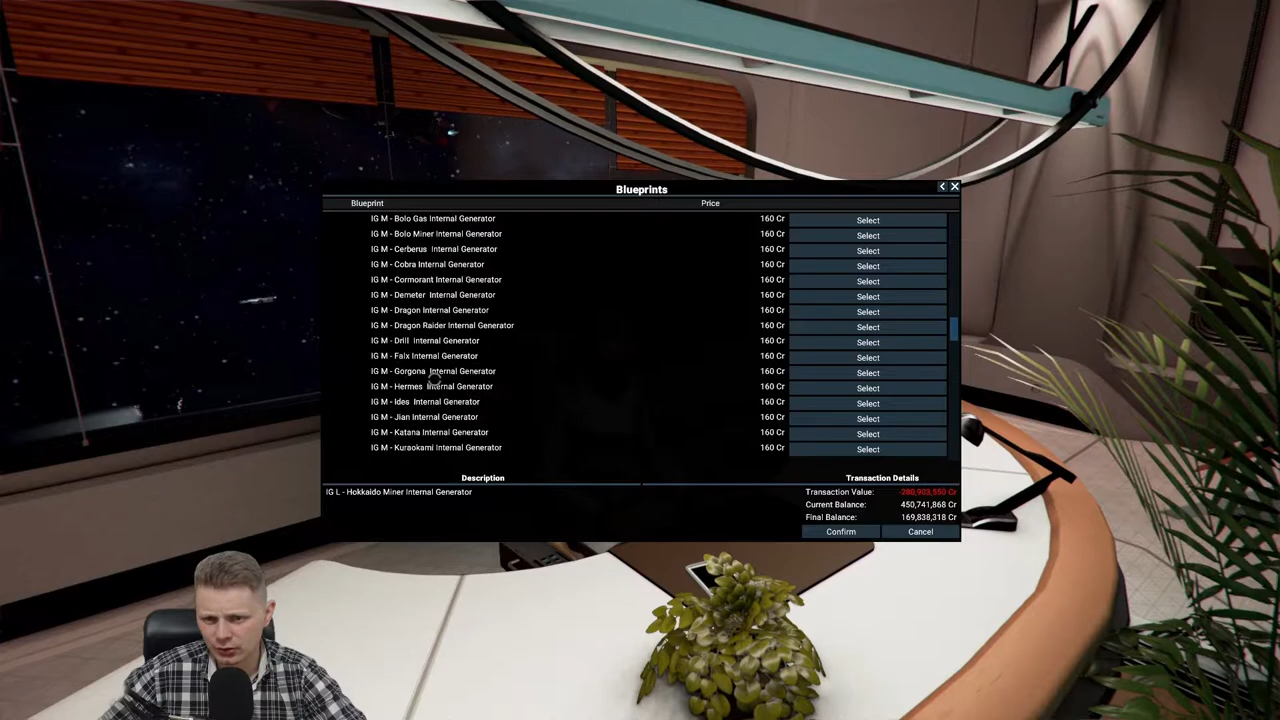 Blueprints
Blueprint Price
IG M - Bolo Gas Internal Generator 160 Cr Select
IG M - Bolo Miner Internal Generator 160 Cr Select
IG M - Cerberus Internal Generator 160 Cr Select
IG M - Cobra Internal Generator 160 Cr Select
IG M - Cormorant Internal Generator 160 Cr Select
IG M - Demeter Internal Generator 160 Cr Select
IG M - Dragon Internal Generator 160 Cr Select
IG M - Dragon Raider Internal Generator 160 Cr Select
IG M - Drill Internal Generator 160 Cr Select
IG M - Falx Internal Generator 160 Cr Select
IG M - Gorgona Internal Generator 160 Cr Select
IG M - Hermes Internal Generator 160 Cr Select
IG M - Ides Internal Generator 160 Cr Select
IG M - Jian Internal Generator 160 Cr Select
IG M - Katana Internal Generator 160 Cr Select
IG M - Kuraokami Internal Generator 160 Cr Select
Description Transaction Details
IG L - Hokkaido Miner Internal Generator Transaction Value: -280,903,550 Cr
Current Balance: 450,741,868 Cr
Final Balance: 169,838,318 Cr
Confirm Cancel